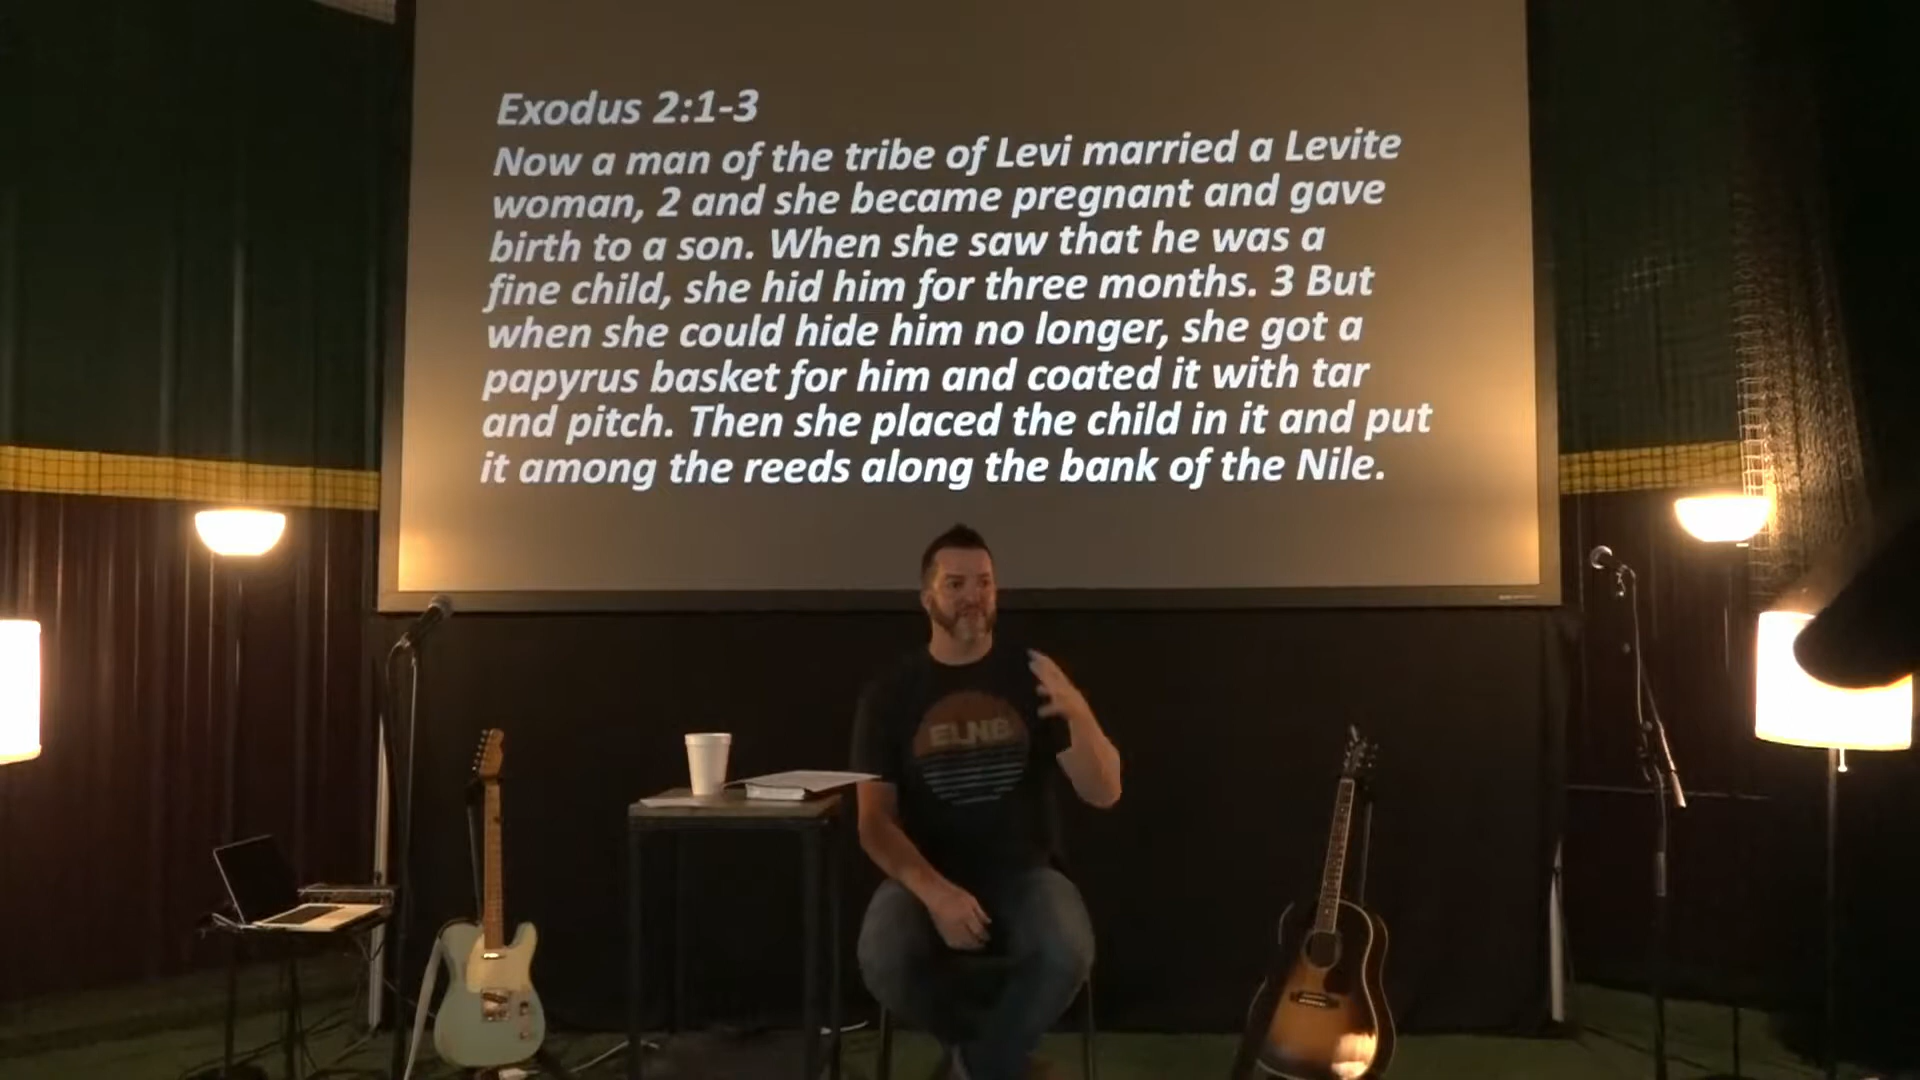 Exodus 2:1-3
Now a man of the tribe of Levi married a Levite
woman, 2 and she became pregnant and gave
birth to a son. When she saw that he was a
fine child, she hid him for three months. 3 But
when she could hide him no longer, she got a
papyrus basket for him and coated it with tar
and pitch. Then she placed the child in it and put
it among the reeds along the bank of the Nile.
ELNB